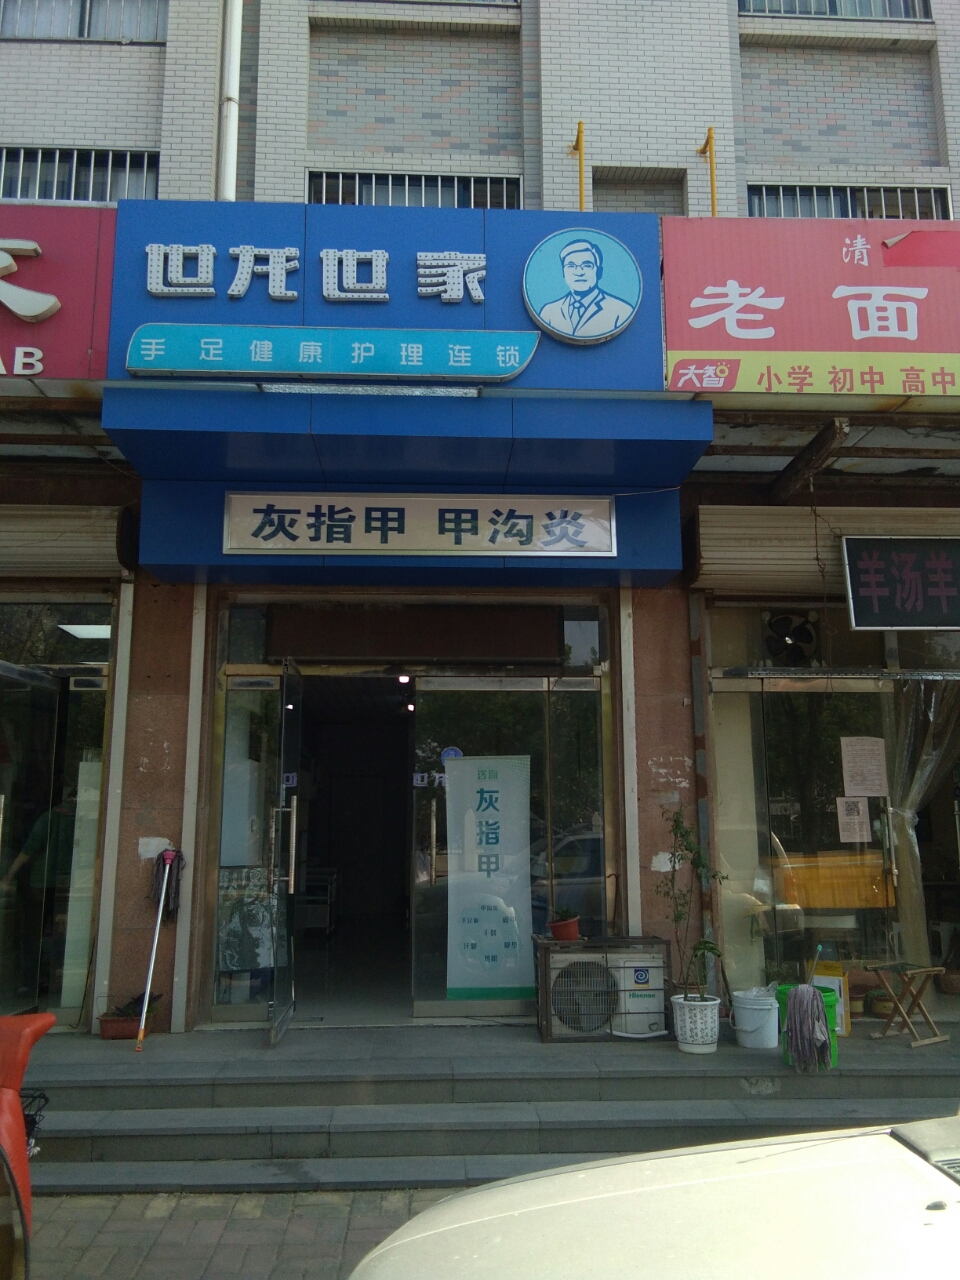 世龙世家
手足健康护理连锁
灰指甲 甲沟炎
AB
清
老面
大智
小学 初中 高中
羊汤羊
灰指甲
Hisense